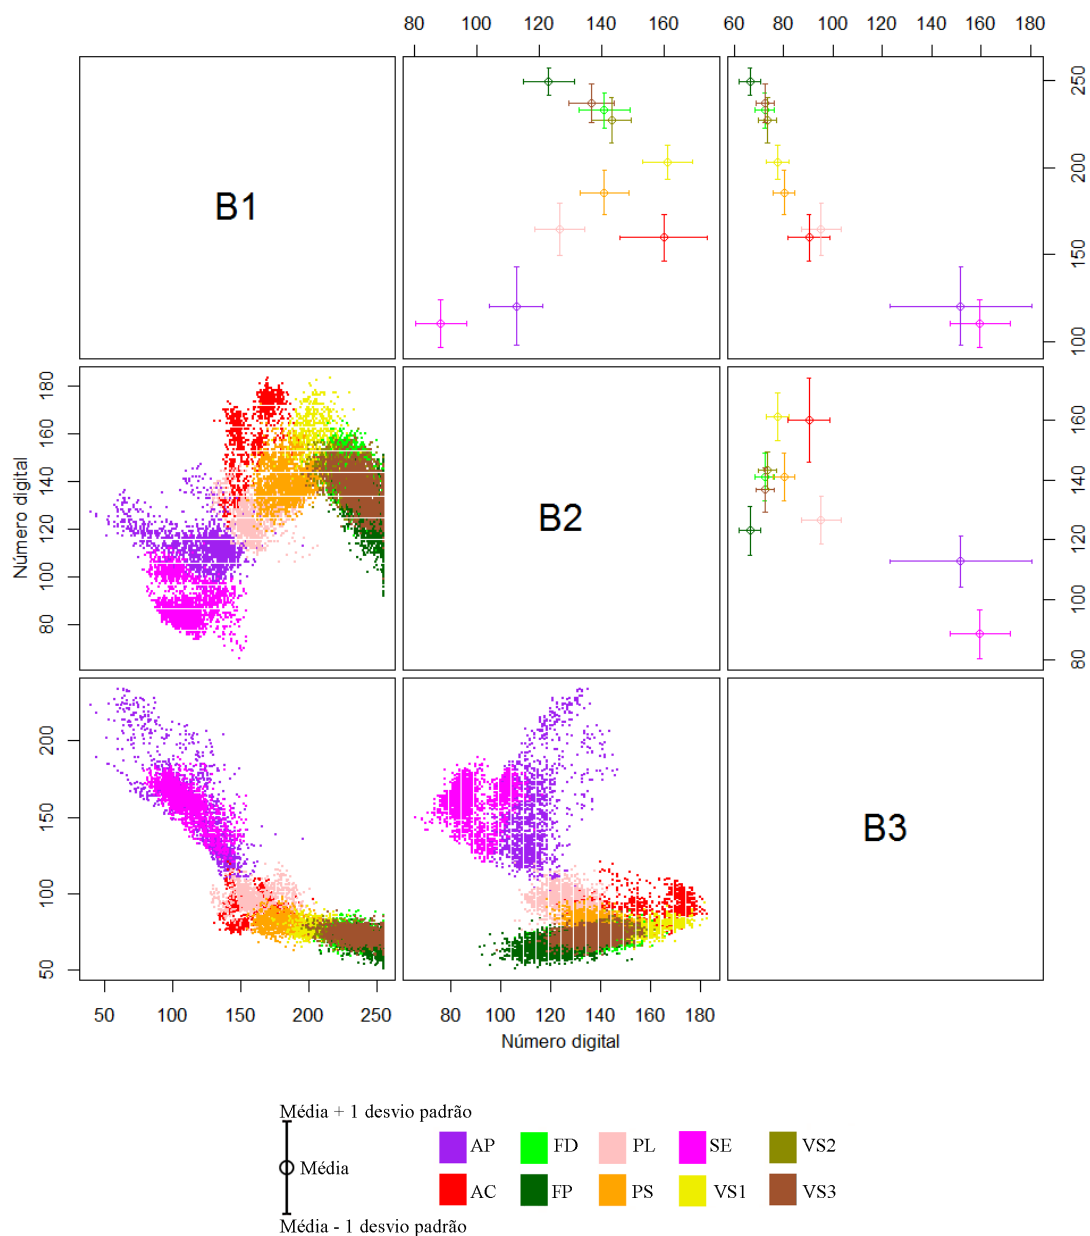 80 100 120 140 160
60 80 100 120 140 160 180
B1
100 150 200 250
Número digital
80 100 120 140 160 180
B2
80 100 120 140 160
50 100 150 200
B3
50 100 150 200 250
80 100 120 140 160 180
Número digital
Média + 1 desvio padrão
Média
Média - 1 desvio padrão
AP FD PL SE VS2
AC FP PS VS1 VS3